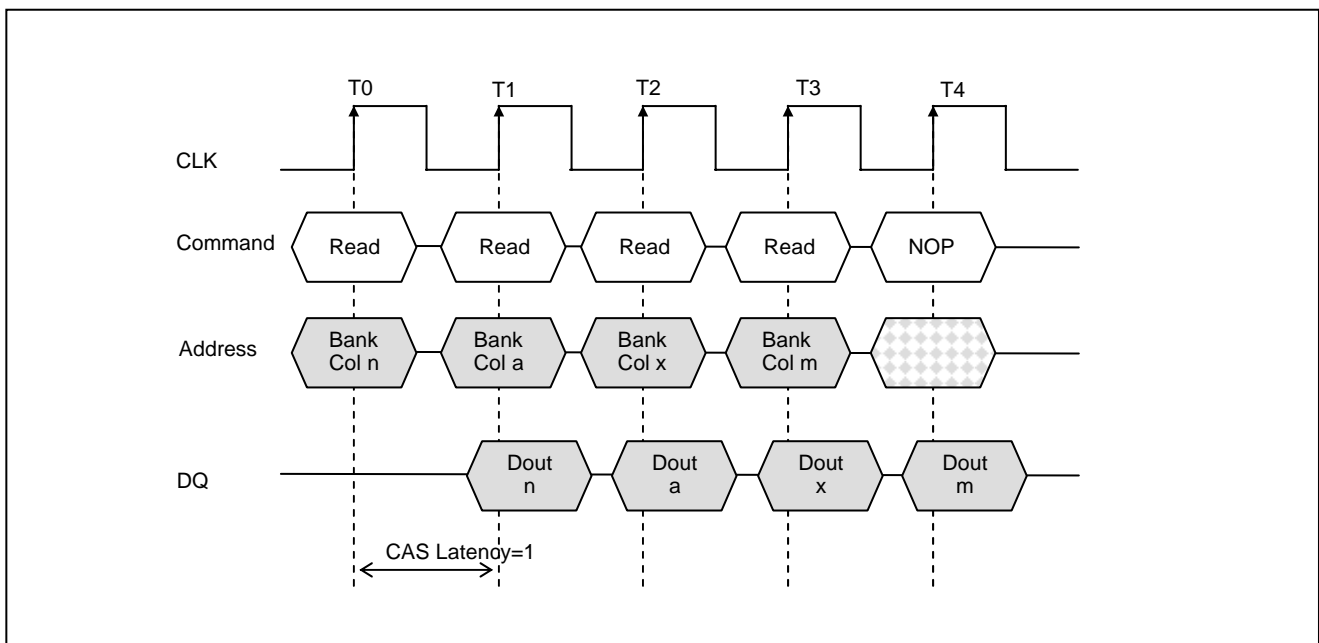 T0 T1 T2 T3 T4
CLK
Command Read Read Read Read NOP
Address
Bank Col n
Bank Col a
Bank Col x
Bank Col m
DQ
Dout n
Dout a
Dout x
Dout m
CAS Latency=1